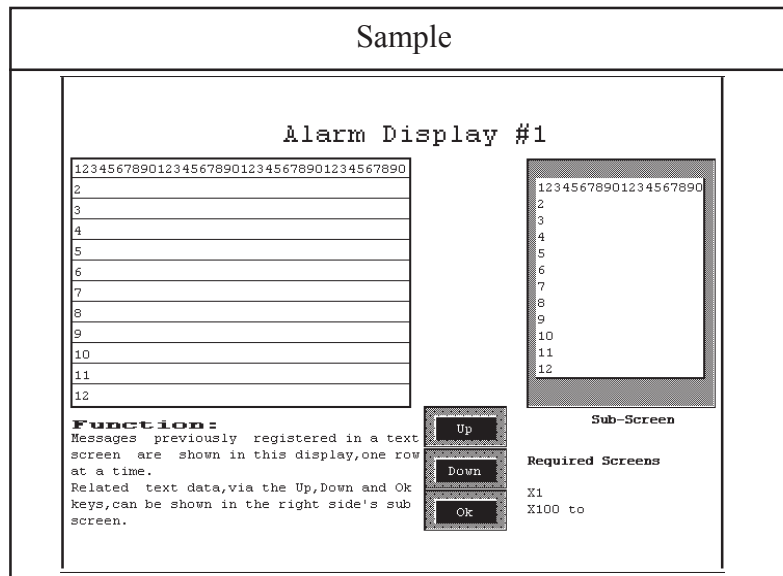 Sample
Alarm Display #1
1234567890123456789012345678901234567890
2
3
4
5
6
7
8
9
10
11
12
12345678901234567890
2
3
4
5
6
7
8
9
10
11
12
Function:
Messages previously registered in a text
screen are shown in this display,one row
at a time.
Related text data,via the Up,Down and Ok
keys,can be shown in the right side's sub
screen.
Up
Down
Ok
Sub-Screen
Required Screens
X1
X100 to